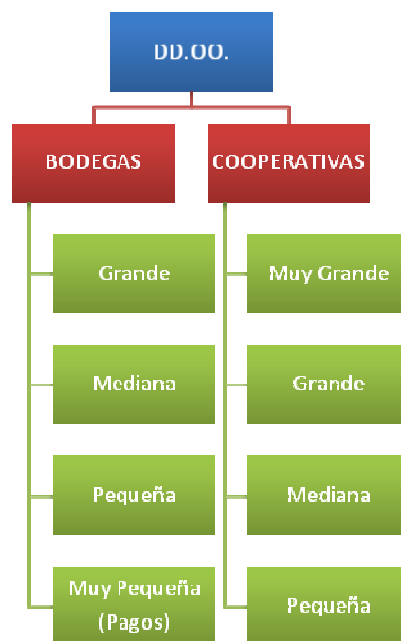 DD.OO.
BODEGAS
COOPERATIVAS
Grande
Mediana
Pequeña
Muy Pequeña
(Pagos)
Muy Grande
Grande
Mediana
Pequeña